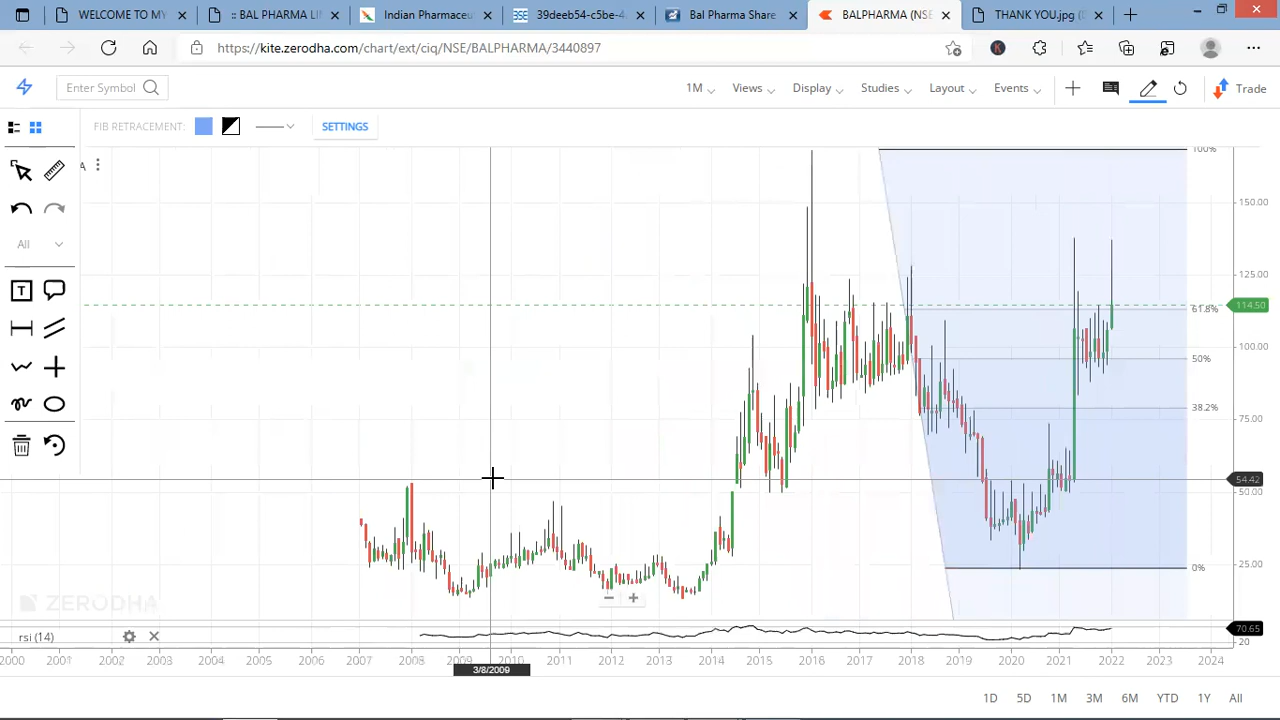 WELCOME TO MY
:: BAL PHARMA LI
Indian Pharmaceu
39deeb54-c5be-4
Bal Pharma Share
BALPHARMA (NSE
THANK YOU.jpg (
https://kite.zerodha.com/chart/ext/ciq/NSE/BALPHARMA/3440897
Enter Symbol
1M
Views
Display
Studies
Layout
Events
Trade
FIB RETRACEMENT:
SETTINGS
All
100%
150.00
125.00
114.50
61.8%
100.00
50%
38.2%
75.00
54.42
50.00
25.00
0%
ZERODHA
rsi (14)
70.65
20
2000 2001 2002 2003 2004 2005 2006 2007 2008 2009 2010 2011 2012 2013 2014 2015 2016 2017 2018 2019 2020 2021 2022 2014
3/8/2009
1D 5D 1M 3M 6M YTD 1Y All